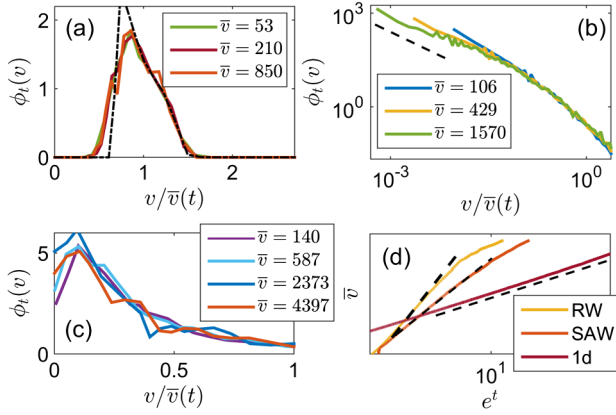 (a)
v̄ = 53
v̄ = 210
v̄ = 850
ϕₜ(v)
2
1
0
0 1 2
v/v̄(t)
(b)
v̄ = 106
v̄ = 429
v̄ = 1570
ϕₜ(v)
10³
10⁰
10⁻³ 10⁰
v/v̄(t)
(c)
v̄ = 140
v̄ = 587
v̄ = 2373
v̄ = 4397
ϕₜ(v)
5
0
0 0.5 1
v/v̄(t)
(d)
RW
SAW
1d
v̄
10¹
eᵗ